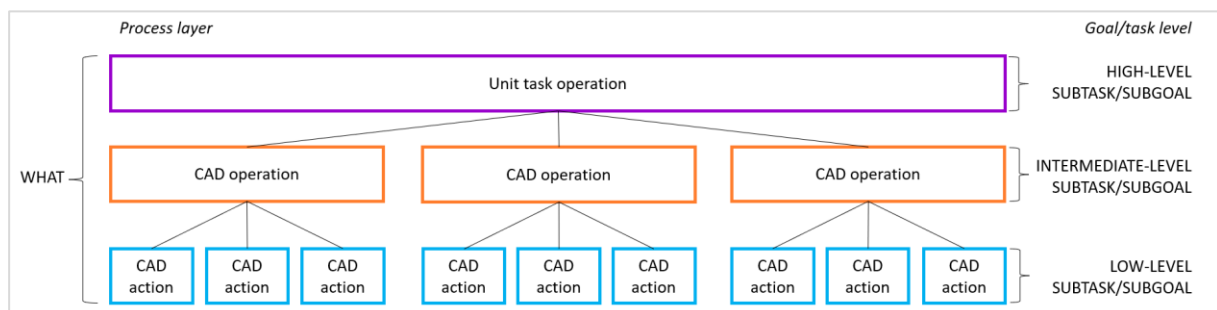 Process layer
Goal/task level
Unit task operation
HIGH-LEVEL
SUBTASK/SUBGOAL
WHAT
CAD operation
CAD operation
CAD operation
INTERMEDIATE-LEVEL
SUBTASK/SUBGOAL
CAD
action
CAD
action
CAD
action
CAD
action
CAD
action
CAD
action
CAD
action
CAD
action
CAD
action
LOW-LEVEL
SUBTASK/SUBGOAL